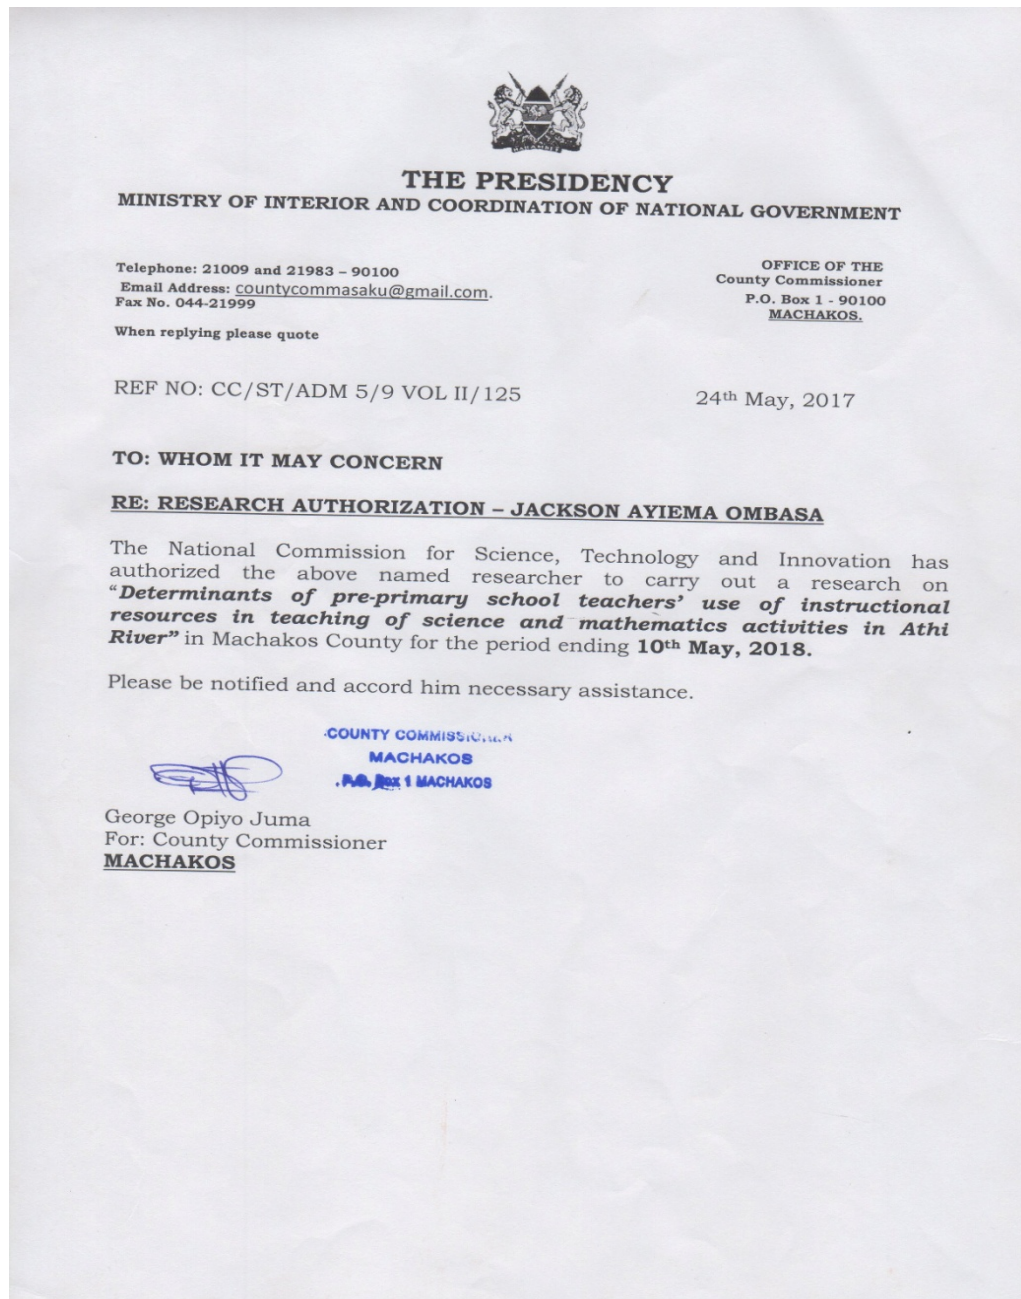 THE PRESIDENCY
MINISTRY OF INTERIOR AND COORDINATION OF NATIONAL GOVERNMENT
Telephone: 21009 and 21983 – 90100
Email Address: countycommasaku@gmail.com.
Fax No. 044-21999
When replying please quote
OFFICE OF THE
County Commissioner
P.O. Box 1 - 90100
MACHAKOS.
REF NO: CC/ST/ADM 5/9 VOL II/125
24th May, 2017
TO: WHOM IT MAY CONCERN
RE: RESEARCH AUTHORIZATION – JACKSON AYIEMA OMBASA
The National Commission for Science, Technology and Innovation has
authorized the above named researcher to carry out a research on
“Determinants of pre-primary school teachers’ use of instructional
resources in teaching of science and mathematics activities in Athi
River” in Machakos County for the period ending 10th May, 2018.
Please be notified and accord him necessary assistance.
COUNTY COMMISSIONER
MACHAKOS
P.O. Box 1 MACHAKOS
George Opiyo Juma
For: County Commissioner
MACHAKOS